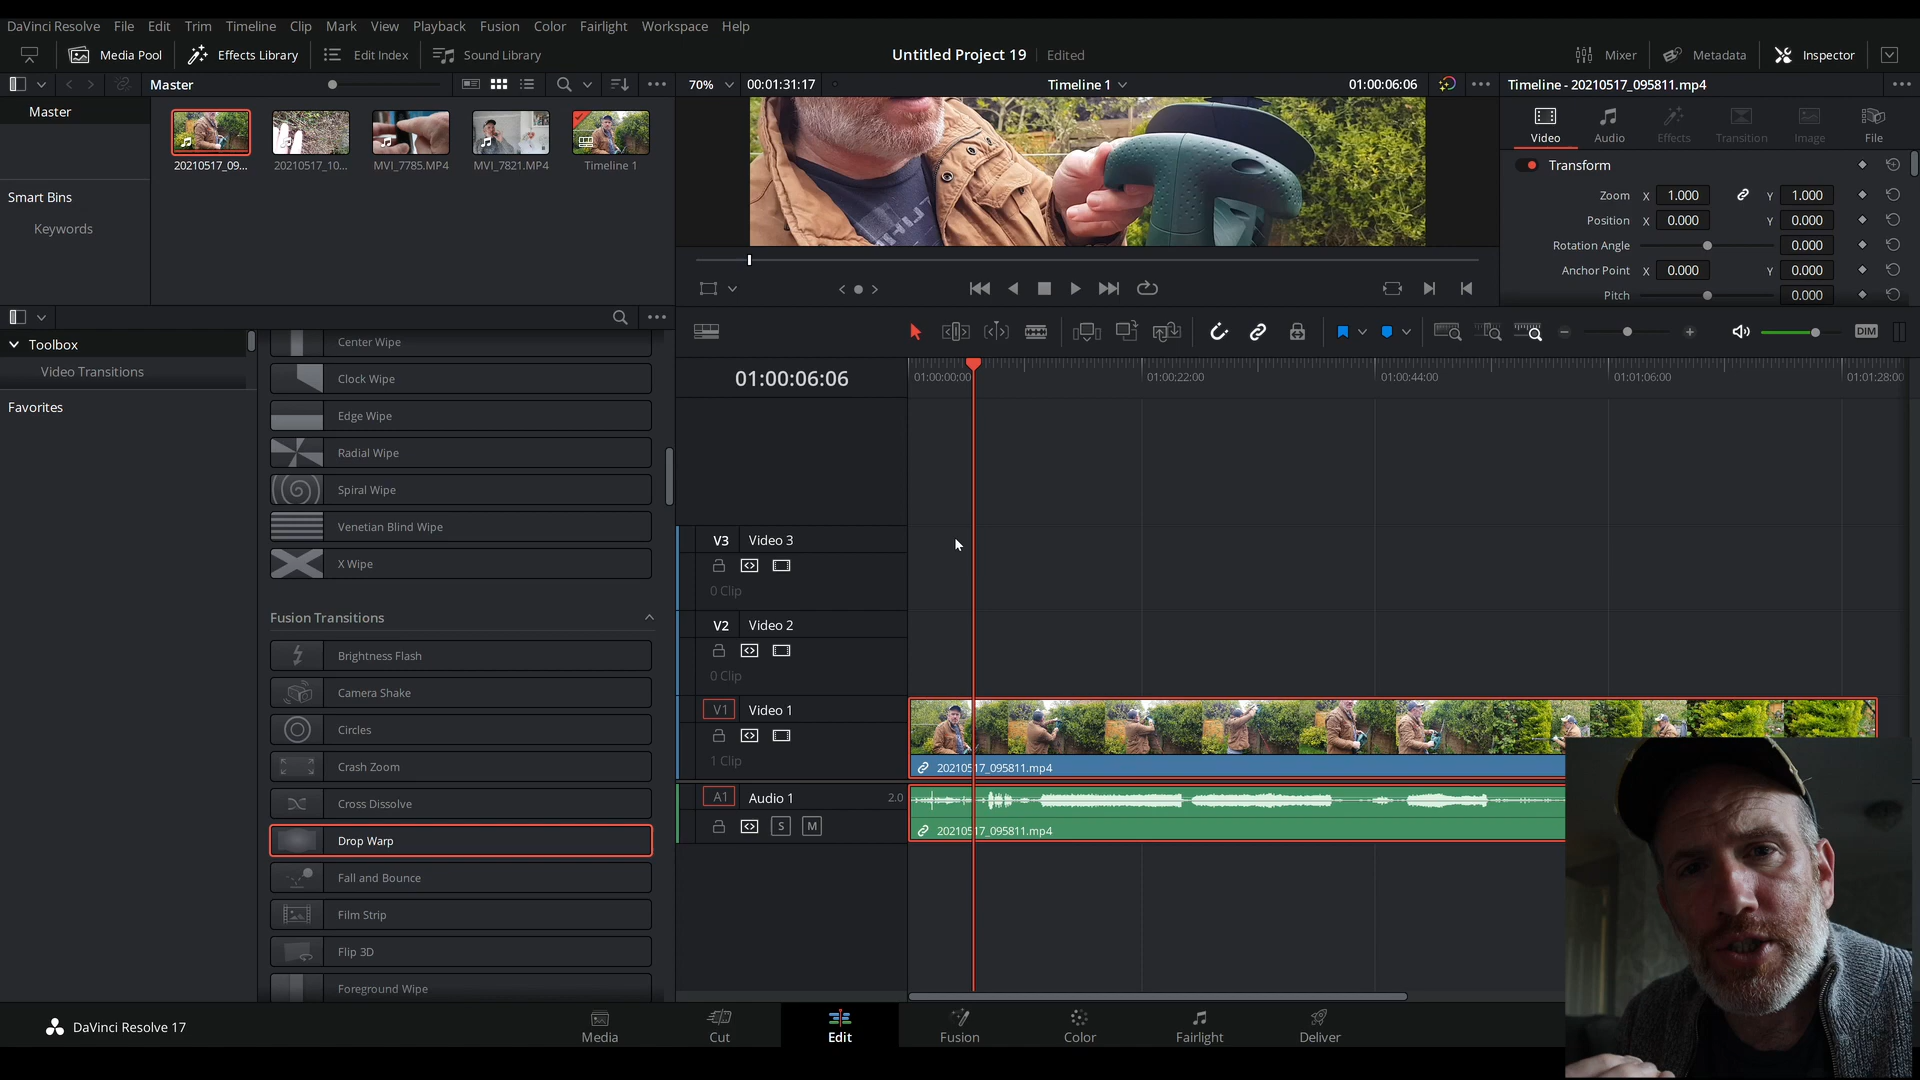 DaVinci Resolve File Edit Trim Timeline Clip Mark View Playback Fusion Color Fairlight Workspace Help
Media Pool Effects Library Edit Index Sound Library Untitled Project 19 Edited Mixer Metadata Inspector
Master 70% 00:01:31:17 Timeline 1 01:00:06:06 Timeline - 20210517_095811.mp4
Master
20210517_09... 20210517_10... MVI_7785.MP4 MVI_7821.MP4 Timeline 1
Smart Bins
Keywords
Video Audio Effects Transition Image File
Transform
Zoom X 1.000 Y 1.000
Position X 0.000 Y 0.000
Rotation Angle 0.000
Anchor Point X 0.000 Y 0.000
Pitch 0.000
DIM
Toolbox
Video Transitions
Favorites
Center Wipe
Clock Wipe
Edge Wipe
Radial Wipe
Spiral Wipe
Venetian Blind Wipe
X Wipe
Fusion Transitions
Brightness Flash
Camera Shake
Circles
Crash Zoom
Cross Dissolve
Drop Warp
Fall and Bounce
Film Strip
Flip 3D
Foreground Wipe
01:00:06:06 01:00:00:00 01:00:22:00 01:00:44:00 01:01:06:00 01:01:28:00
V3 Video 3
0 Clip
V2 Video 2
0 Clip
V1 Video 1
1 Clip
20210517_095811.mp4
A1 Audio 1 2.0
S M
20210517_095811.mp4
DaVinci Resolve 17 Media Cut Edit Fusion Color Fairlight Deliver